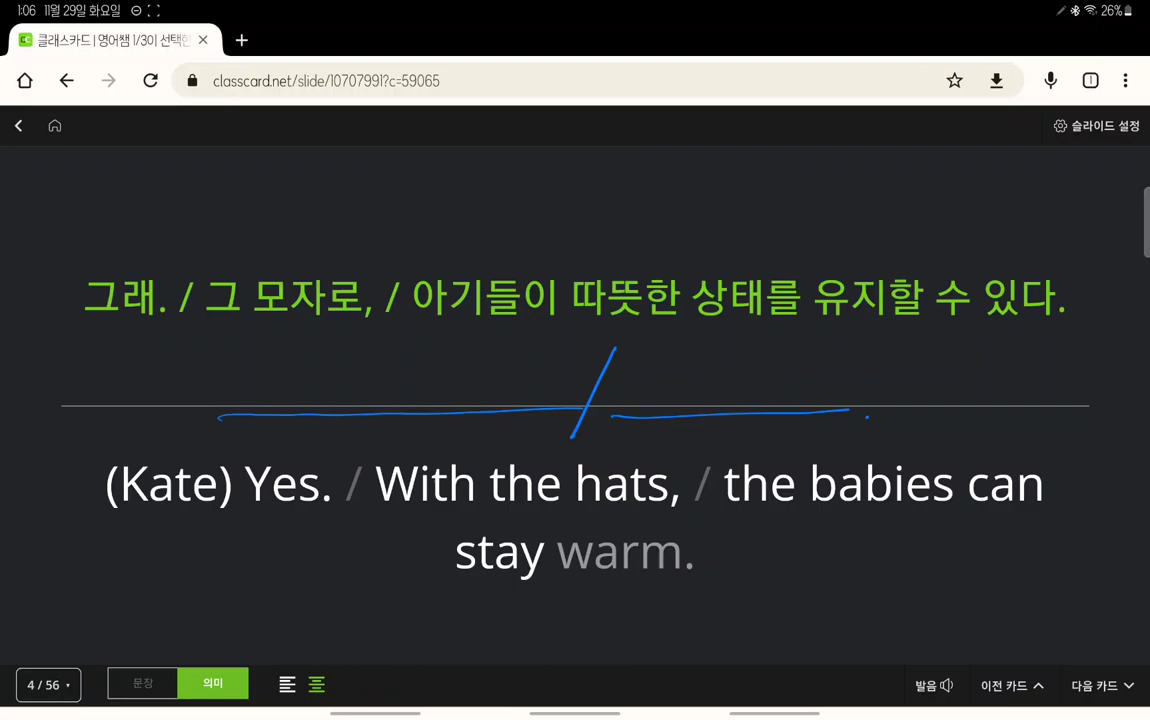 1:06 11월 29일 화요일 26%
클래스카드 | 영어쌤 1/3이 선택한
classcard.net/slide/10707991?c=59065
슬라이드 설정
그래. / 그 모자로, / 아기들이 따뜻한 상태를 유지할 수 있다.
(Kate) Yes. / With the hats, / the babies can
stay warm.
4 / 56 문장 의미 발음 이전 카드 다음 카드